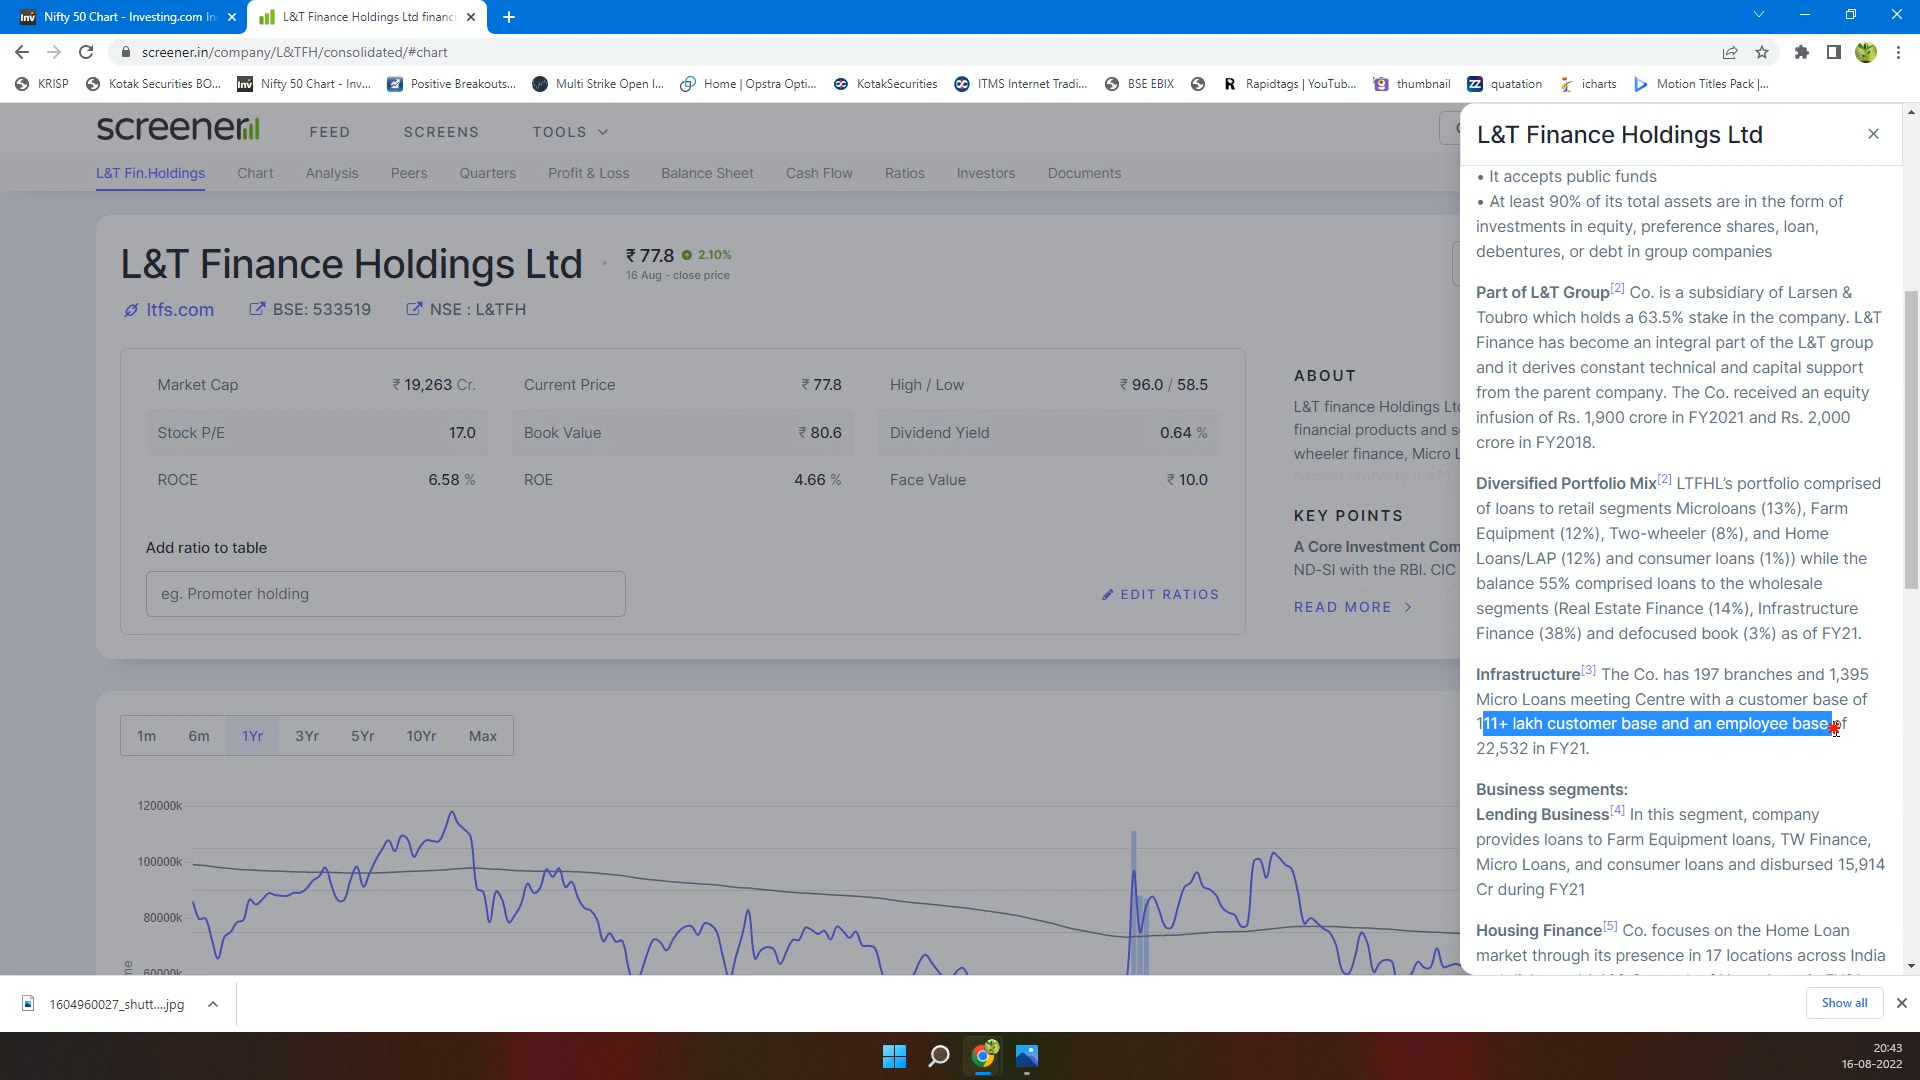 Nifty 50 Chart - Investing.com In
L&T Finance Holdings Ltd financ
screener.in/company/L&TFH/consolidated/#chart
KRISP
Kotak Securities BO...
Nifty 50 Chart - Inv...
Positive Breakouts...
Multi Strike Open I...
Home | Opstra Opti...
KotakSecurities
ITMS Internet Tradi...
BSE EBIX
Rapidtags | YouTub...
thumbnail
quatation
icharts
Motion Titles Pack |...
screener
FEED
SCREENS
TOOLS
L&T Fin.Holdings
Chart
Analysis
Peers
Quarters
Profit & Loss
Balance Sheet
Cash Flow
Ratios
Investors
Documents
L&T Finance Holdings Ltd
₹ 77.8 2.10%
16 Aug - close price
ltfs.com
BSE: 533519
NSE : L&TFH
Market Cap ₹ 19,263 Cr.
Current Price ₹ 77.8
High / Low ₹ 96.0 / 58.5
Stock P/E 17.0
Book Value ₹ 80.6
Dividend Yield 0.64 %
ROCE 6.58 %
ROE 4.66 %
Face Value ₹ 10.0
Add ratio to table
eg. Promoter holding
EDIT RATIOS
ABOUT
L&T finance Holdings Ltd
financial products and s
wheeler finance, Micro L
against property (LAP)
KEY POINTS
A Core Investment Com
ND-SI with the RBI. CIC
READ MORE
1m
6m
1Yr
3Yr
5Yr
10Yr
Max
120000k
100000k
80000k
60000k
L&T Finance Holdings Ltd
• It accepts public funds
• At least 90% of its total assets are in the form of
investments in equity, preference shares, loan,
debentures, or debt in group companies
Part of L&T Group[2] Co. is a subsidiary of Larsen &
Toubro which holds a 63.5% stake in the company. L&T
Finance has become an integral part of the L&T group
and it derives constant technical and capital support
from the parent company. The Co. received an equity
infusion of Rs. 1,900 crore in FY2021 and Rs. 2,000
crore in FY2018.
Diversified Portfolio Mix[2] LTFHL's portfolio comprised
of loans to retail segments Microloans (13%), Farm
Equipment (12%), Two-wheeler (8%), and Home
Loans/LAP (12%) and consumer loans (1%)) while the
balance 55% comprised loans to the wholesale
segments (Real Estate Finance (14%), Infrastructure
Finance (38%) and defocused book (3%) as of FY21.
Infrastructure[3] The Co. has 197 branches and 1,395
Micro Loans meeting Centre with a customer base of
111+ lakh customer base and an employee base of
22,532 in FY21.
Business segments:
Lending Business[4] In this segment, company
provides loans to Farm Equipment loans, TW Finance,
Micro Loans, and consumer loans and disbursed 15,914
Cr during FY21
Housing Finance[5] Co. focuses on the Home Loan
market through its presence in 17 locations across India
1604960027_shutt....jpg
Show all
20:43
16-08-2022